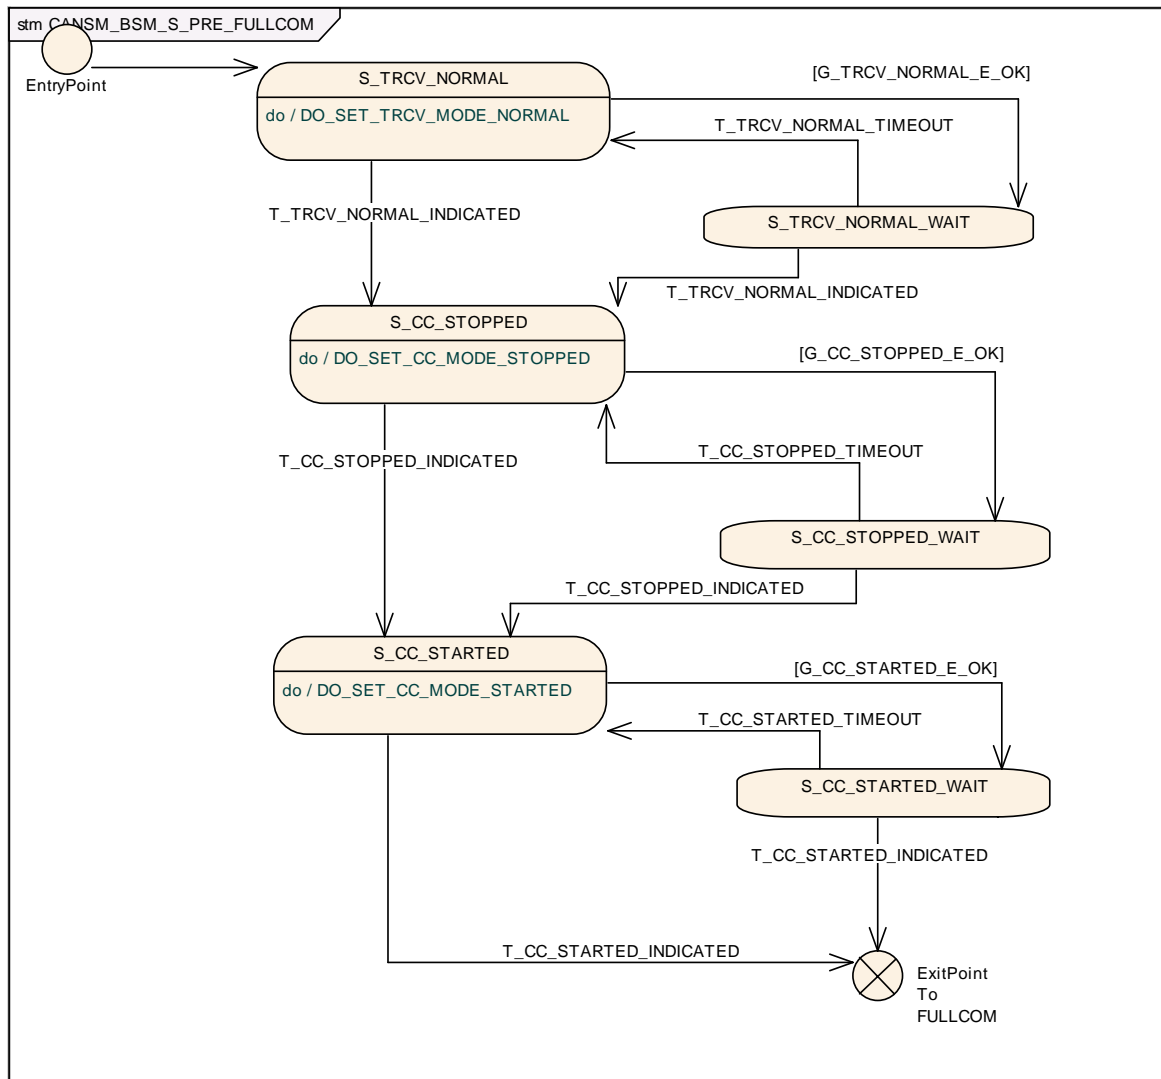 stm CANSM_BSM_S_PRE_FULLCOM
EntryPoint
S_TRCV_NORMAL
do / DO_SET_TRCV_MODE_NORMAL
[G_TRCV_NORMAL_E_OK]
T_TRCV_NORMAL_TIMEOUT
T_TRCV_NORMAL_INDICATED
S_TRCV_NORMAL_WAIT
T_TRCV_NORMAL_INDICATED
S_CC_STOPPED
do / DO_SET_CC_MODE_STOPPED
[G_CC_STOPPED_E_OK]
T_CC_STOPPED_TIMEOUT
T_CC_STOPPED_INDICATED
S_CC_STOPPED_WAIT
T_CC_STOPPED_INDICATED
S_CC_STARTED
do / DO_SET_CC_MODE_STARTED
[G_CC_STARTED_E_OK]
T_CC_STARTED_TIMEOUT
S_CC_STARTED_WAIT
T_CC_STARTED_INDICATED
T_CC_STARTED_INDICATED
ExitPoint
To
FULLCOM